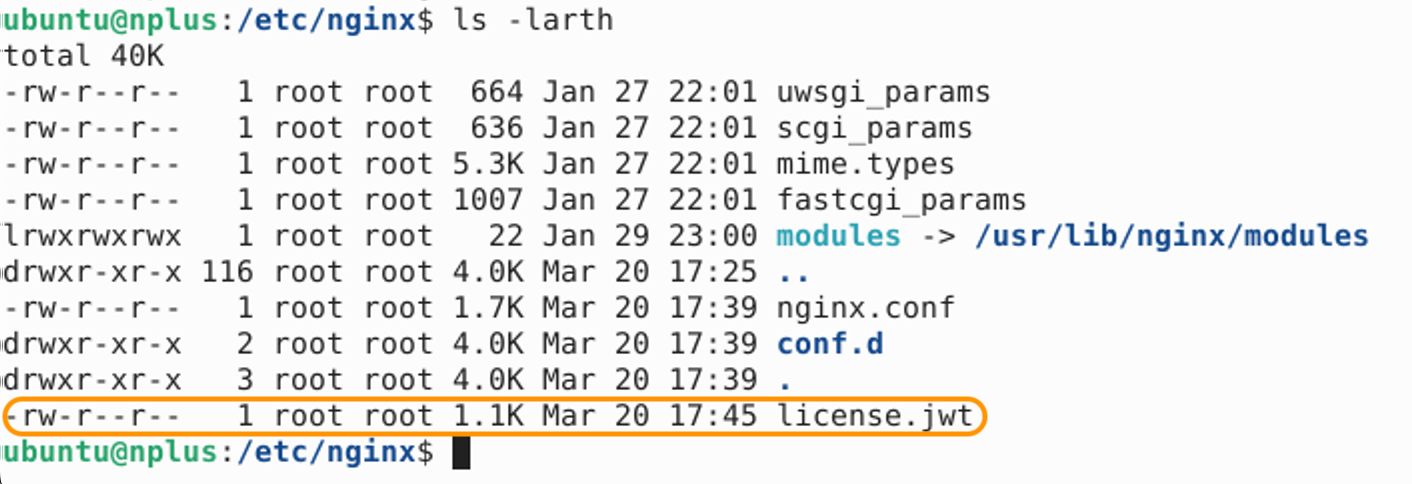 ubuntu@nplus:/etc/nginx$ ls -larth
total 40K
-rw-r--r--   1 root root  664 Jan 27 22:01 uwsgi_params
-rw-r--r--   1 root root  636 Jan 27 22:01 scgi_params
-rw-r--r--   1 root root 5.3K Jan 27 22:01 mime.types
-rw-r--r--   1 root root 1007 Jan 27 22:01 fastcgi_params
lrwxrwxrwx   1 root root   22 Jan 29 23:00 modules -> /usr/lib/nginx/modules
drwxr-xr-x 116 root root 4.0K Mar 20 17:25 ..
-rw-r--r--   1 root root 1.7K Mar 20 17:39 nginx.conf
drwxr-xr-x   2 root root 4.0K Mar 20 17:39 conf.d
drwxr-xr-x   3 root root 4.0K Mar 20 17:39 .
-rw-r--r--   1 root root 1.1K Mar 20 17:45 license.jwt
ubuntu@nplus:/etc/nginx$